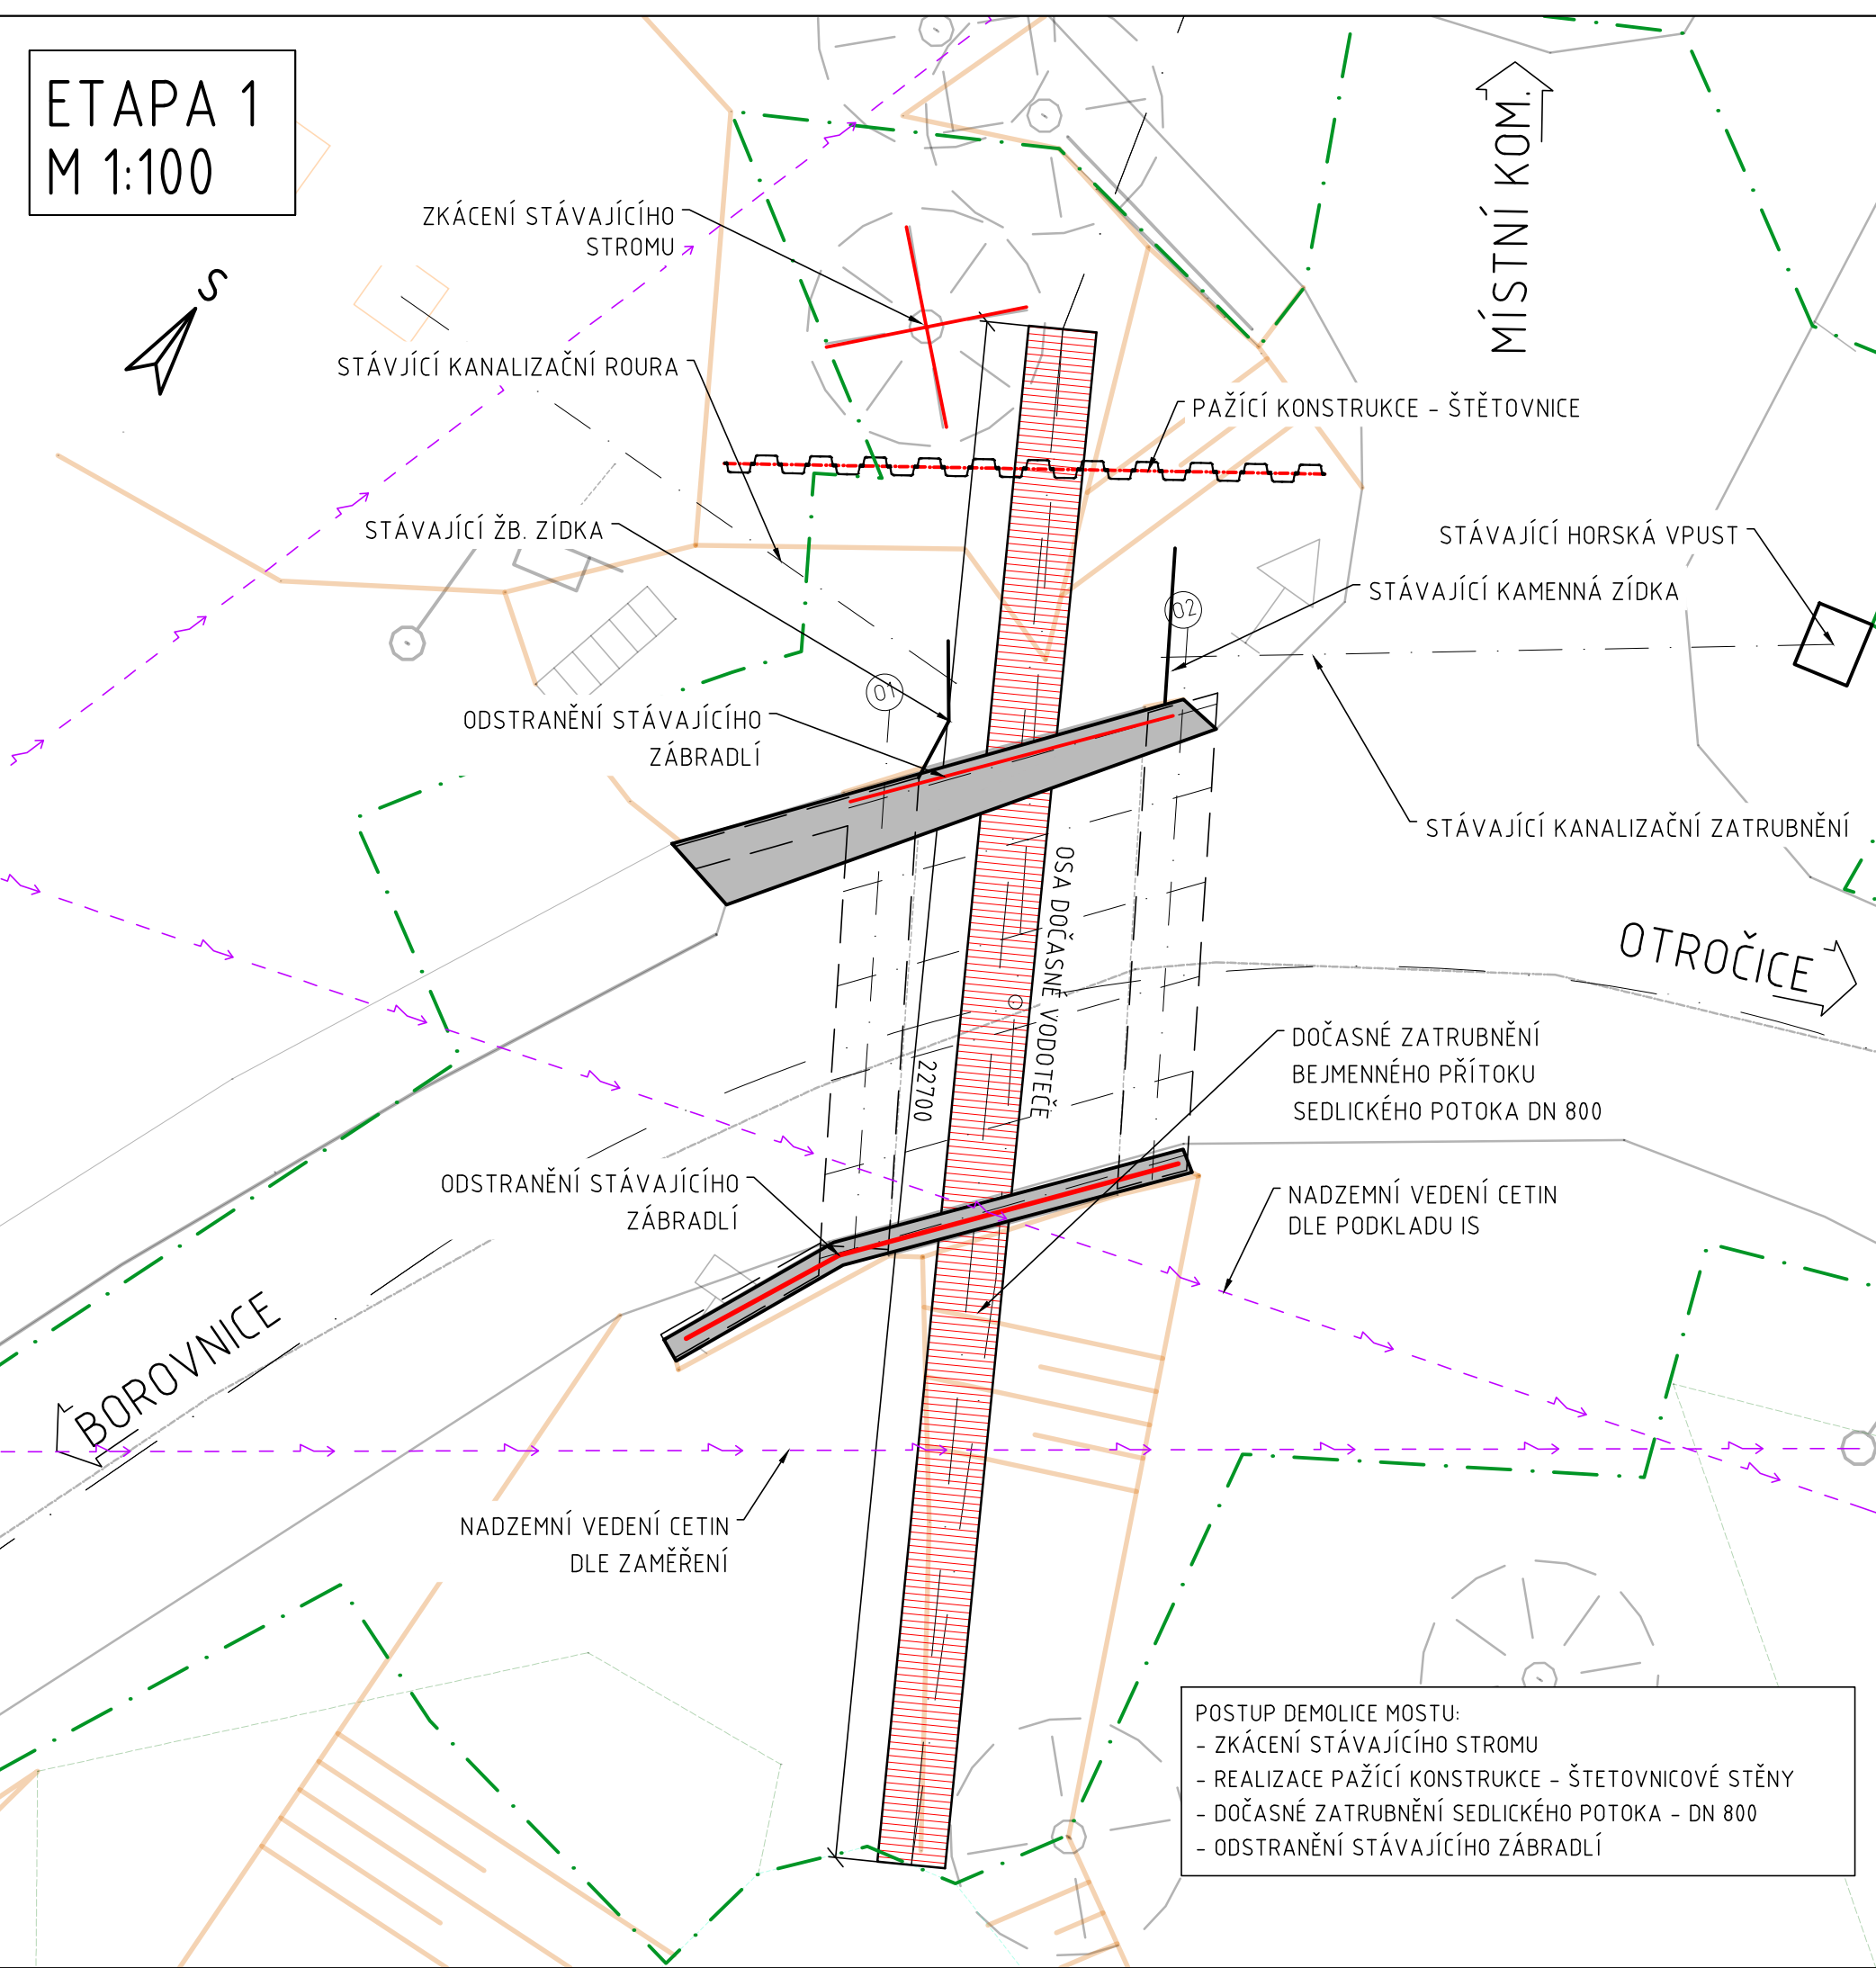 ETAPA 1
M 1:100
S
ZKÁCENÍ STÁVAJÍCÍHO
STROMU
STÁVJÍCÍ KANALIZAČNÍ ROURA
MÍSTNÍ KOM.
PAŽÍCÍ KONSTRUKCE - ŠTĚTOVNICE
STÁVAJÍCÍ ŽB. ZÍDKA
STÁVAJÍCÍ HORSKÁ VPUST
STÁVAJÍCÍ KAMENNÁ ZÍDKA
02
01
ODSTRANĚNÍ STÁVAJÍCÍHO
ZÁBRADLÍ
STÁVAJÍCÍ KANALIZAČNÍ ZATRUBNĚNÍ
OSA DOČASNÉ VODOTEČE
22700
OTROČICE
DOČASNÉ ZATRUBNĚNÍ
BEJMENNÉHO PŘÍTOKU
SEDLICKÉHO POTOKA DN 800
ODSTRANĚNÍ STÁVAJÍCÍHO
ZÁBRADLÍ
NADZEMNÍ VEDENÍ CETIN
DLE PODKLADU IS
BOROVNICE
NADZEMNÍ VEDENÍ CETIN
DLE ZAMĚŘENÍ
POSTUP DEMOLICE MOSTU:
- ZKÁCENÍ STÁVAJÍCÍHO STROMU
- REALIZACE PAŽÍCÍ KONSTRUKCE - ŠTETOVNICOVÉ STĚNY
- DOČASNÉ ZATRUBNĚNÍ SEDLICKÉHO POTOKA - DN 800
- ODSTRANĚNÍ STÁVAJÍCÍHO ZÁBRADLÍ